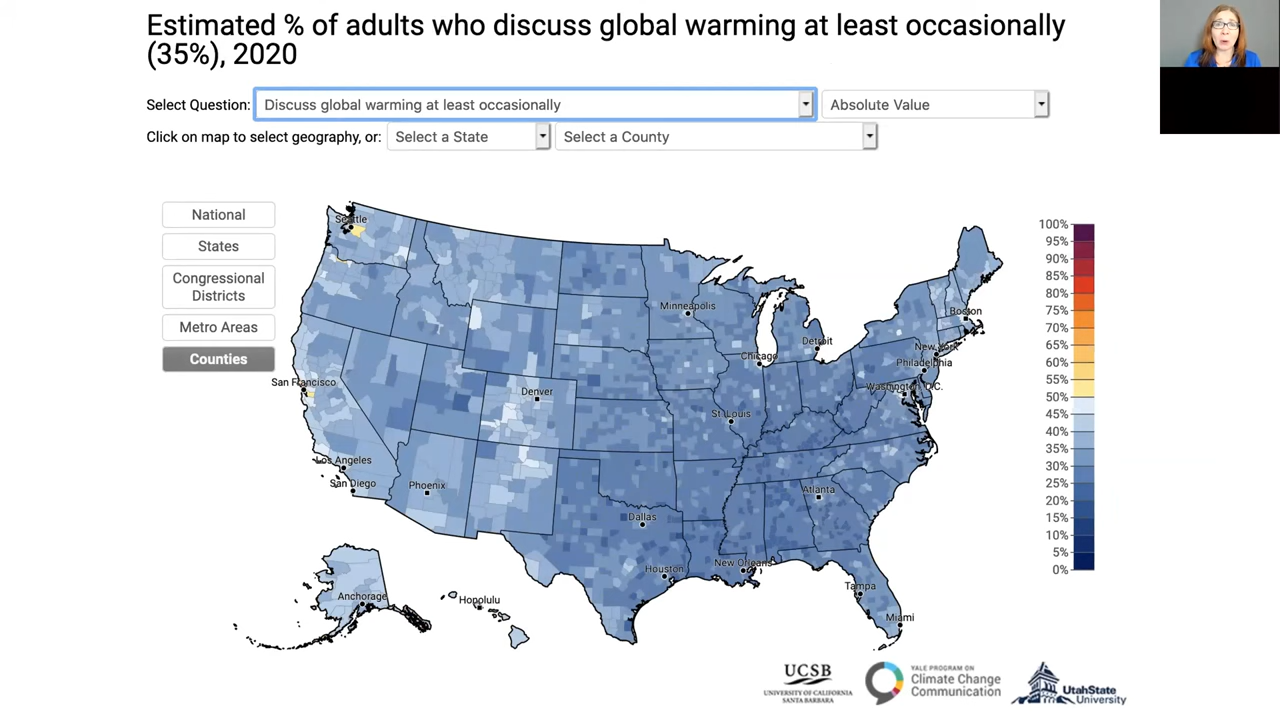 Estimated % of adults who discuss global warming at least occasionally
(35%), 2020
Select Question: Discuss global warming at least occasionally Absolute Value
Click on map to select geography, or: Select a State Select a County
National
States
Congressional
Districts
Metro Areas
Counties
Seattle
Minneapolis
Boston
Detroit
New York
Chicago
Philadelphia
San Francisco
Denver
Washington, D.C.
St. Louis
Los Angeles
San Diego
Phoenix
Atlanta
Dallas
Houston
New Orleans
Tampa
Miami
Anchorage
Honolulu
100%
95%
90%
85%
80%
75%
70%
65%
60%
55%
50%
45%
40%
35%
30%
25%
20%
15%
10%
5%
0%
UCSB
UNIVERSITY OF CALIFORNIA
SANTA BARBARA
YALE PROGRAM ON
Climate Change
Communication
UtahState
University